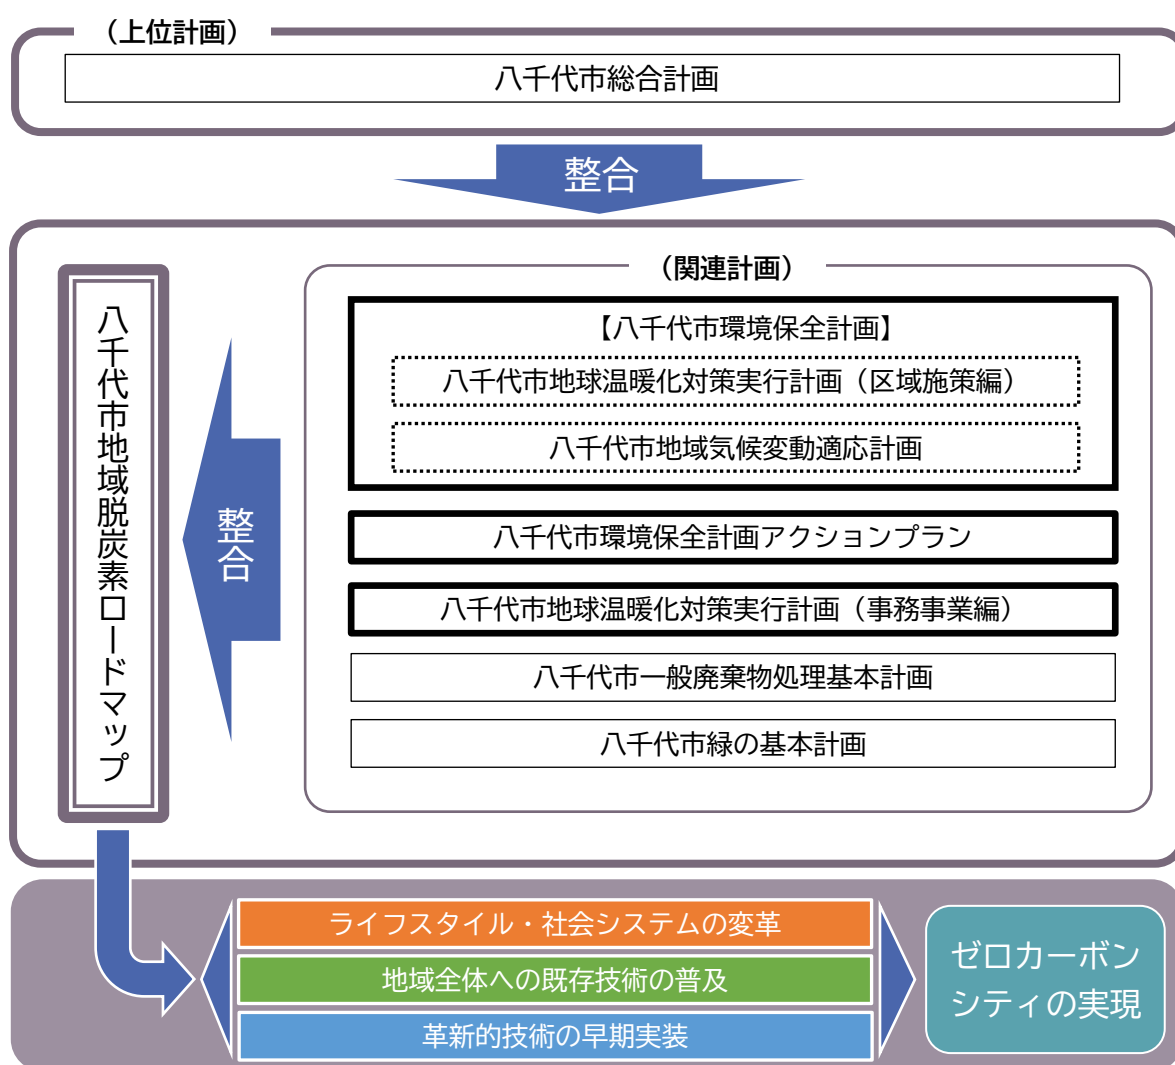 （上位計画）
八千代市総合計画
整合
八千代市地域脱炭素ロードマップ
整合
（関連計画）
【八千代市環境保全計画】
八千代市地球温暖化対策実行計画（区域施策編）
八千代市地域気候変動適応計画
八千代市環境保全計画アクションプラン
八千代市地球温暖化対策実行計画（事務事業編）
八千代市一般廃棄物処理基本計画
八千代市緑の基本計画
ライフスタイル・社会システムの変革
地域全体への既存技術の普及
革新的技術の早期実装
ゼロカーボン
シティの実現